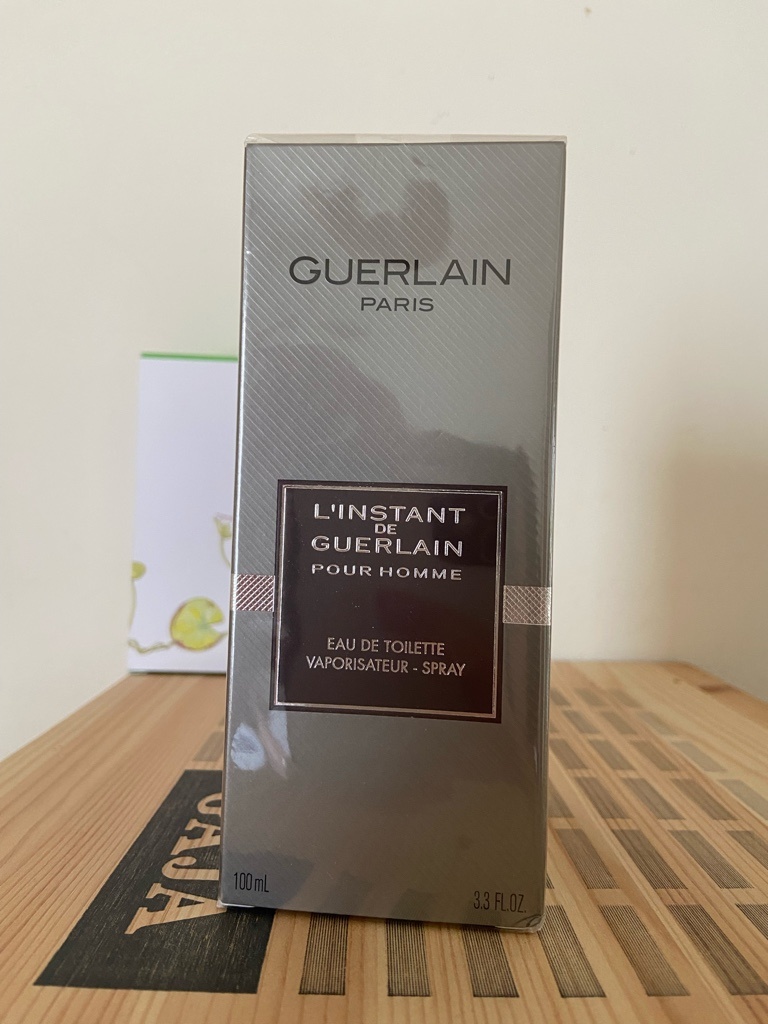 GUERLAIN
PARIS
L'INSTANT
DE
GUERLAIN
POUR HOMME
EAU DE TOILETTE
VAPORISATEUR - SPRAY
100 mL
3.3 FL.OZ.